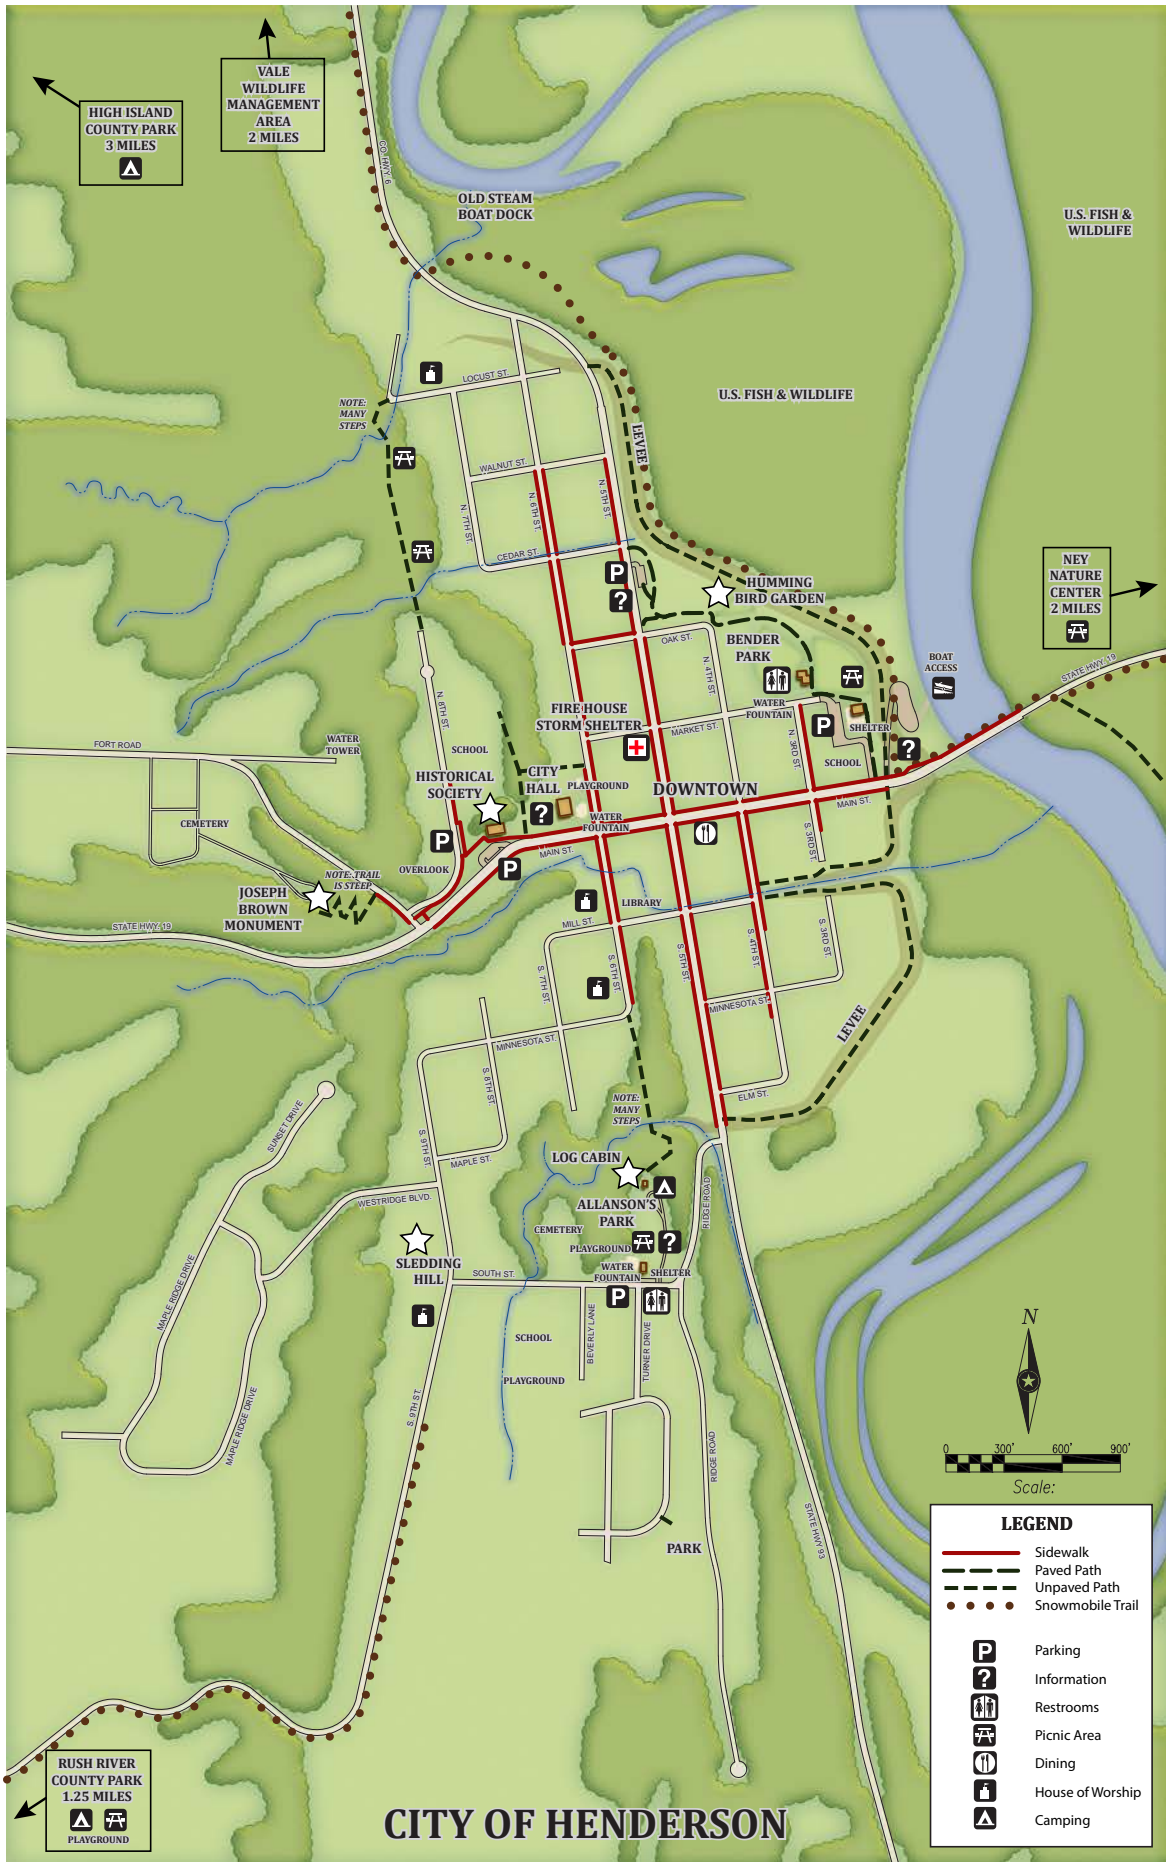 VALE
WILDLIFE
MANAGEMENT
AREA
2 MILES
HIGH ISLAND
COUNTY PARK
3 MILES
CO. HWY. 6
OLD STEAM
BOAT DOCK
U.S. FISH &
WILDLIFE
U.S. FISH & WILDLIFE
LOCUST ST.
NOTE:
MANY
STEPS
LEVEE
WALNUT ST.
N. 7TH ST.
N. 6TH ST.
N. 5TH ST.
CEDAR ST.
P
?
HUMMING
BIRD GARDEN
NEY
NATURE
CENTER
2 MILES
OAK ST.
BENDER
PARK
N. 4TH ST.
BOAT
ACCESS
STATE HWY. 19
N. 8TH ST.
FIRE HOUSE
STORM SHELTER
WATER
FOUNTAIN
MARKET ST.
P
SHELTER
?
N. 3RD ST.
SCHOOL
FORT ROAD
WATER
TOWER
SCHOOL
HISTORICAL
SOCIETY
CITY
HALL
PLAYGROUND
DOWNTOWN
MAIN ST.
?
WATER
FOUNTAIN
CEMETERY
P
OVERLOOK
P
MAIN ST.
S. 3RD ST.
NOTE: TRAIL
IS STEEP
JOSEPH
BROWN
MONUMENT
STATE HWY. 19
LIBRARY
MILL ST.
S. 7TH ST.
S. 6TH ST.
S. 5TH ST.
S. 4TH ST.
S. 3RD ST.
MINNESOTA ST.
LEVEE
MINNESOTA ST.
S. 8TH ST.
ELM ST.
NOTE:
MANY
STEPS
SUNSET DRIVE
S. 9TH ST.
MAPLE ST.
LOG CABIN
WESTRIDGE BLVD.
ALLANSON'S
PARK
RIDGE ROAD
CEMETERY
PLAYGROUND
?
SLEDDING
HILL
WATER
FOUNTAIN
SHELTER
SOUTH ST.
P
MAPLE RIDGE DRIVE
SCHOOL
BEVERLY LANE
TURNER DRIVE
PLAYGROUND
MAPLE RIDGE DRIVE
S. 9TH ST.
RIDGE ROAD
STATE HWY 93
PARK
N
0 300' 600' 900'
Scale:
LEGEND
Sidewalk
Paved Path
Unpaved Path
Snowmobile Trail
P Parking
? Information
Restrooms
Picnic Area
Dining
House of Worship
Camping
RUSH RIVER
COUNTY PARK
1.25 MILES
PLAYGROUND
CITY OF HENDERSON